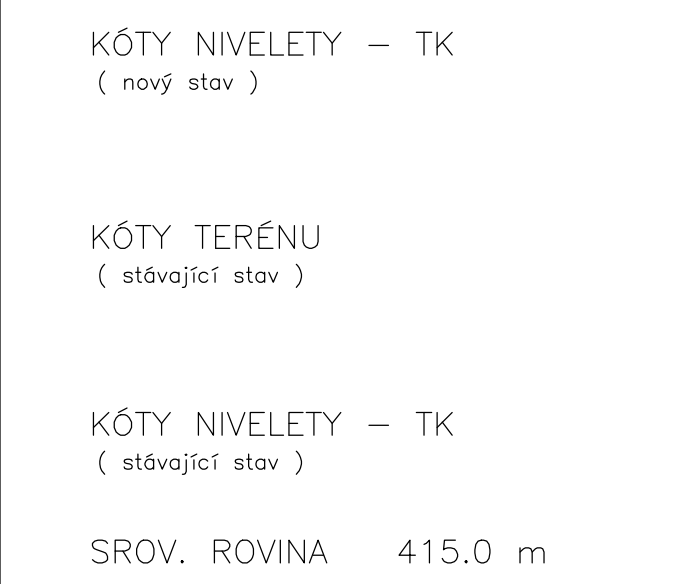 KÓTY NIVELETY – TK
( nový stav )
KÓTY TERÉNU
( stávající stav )
KÓTY NIVELETY – TK
( stávající stav )
SROV. ROVINA 415.0 m